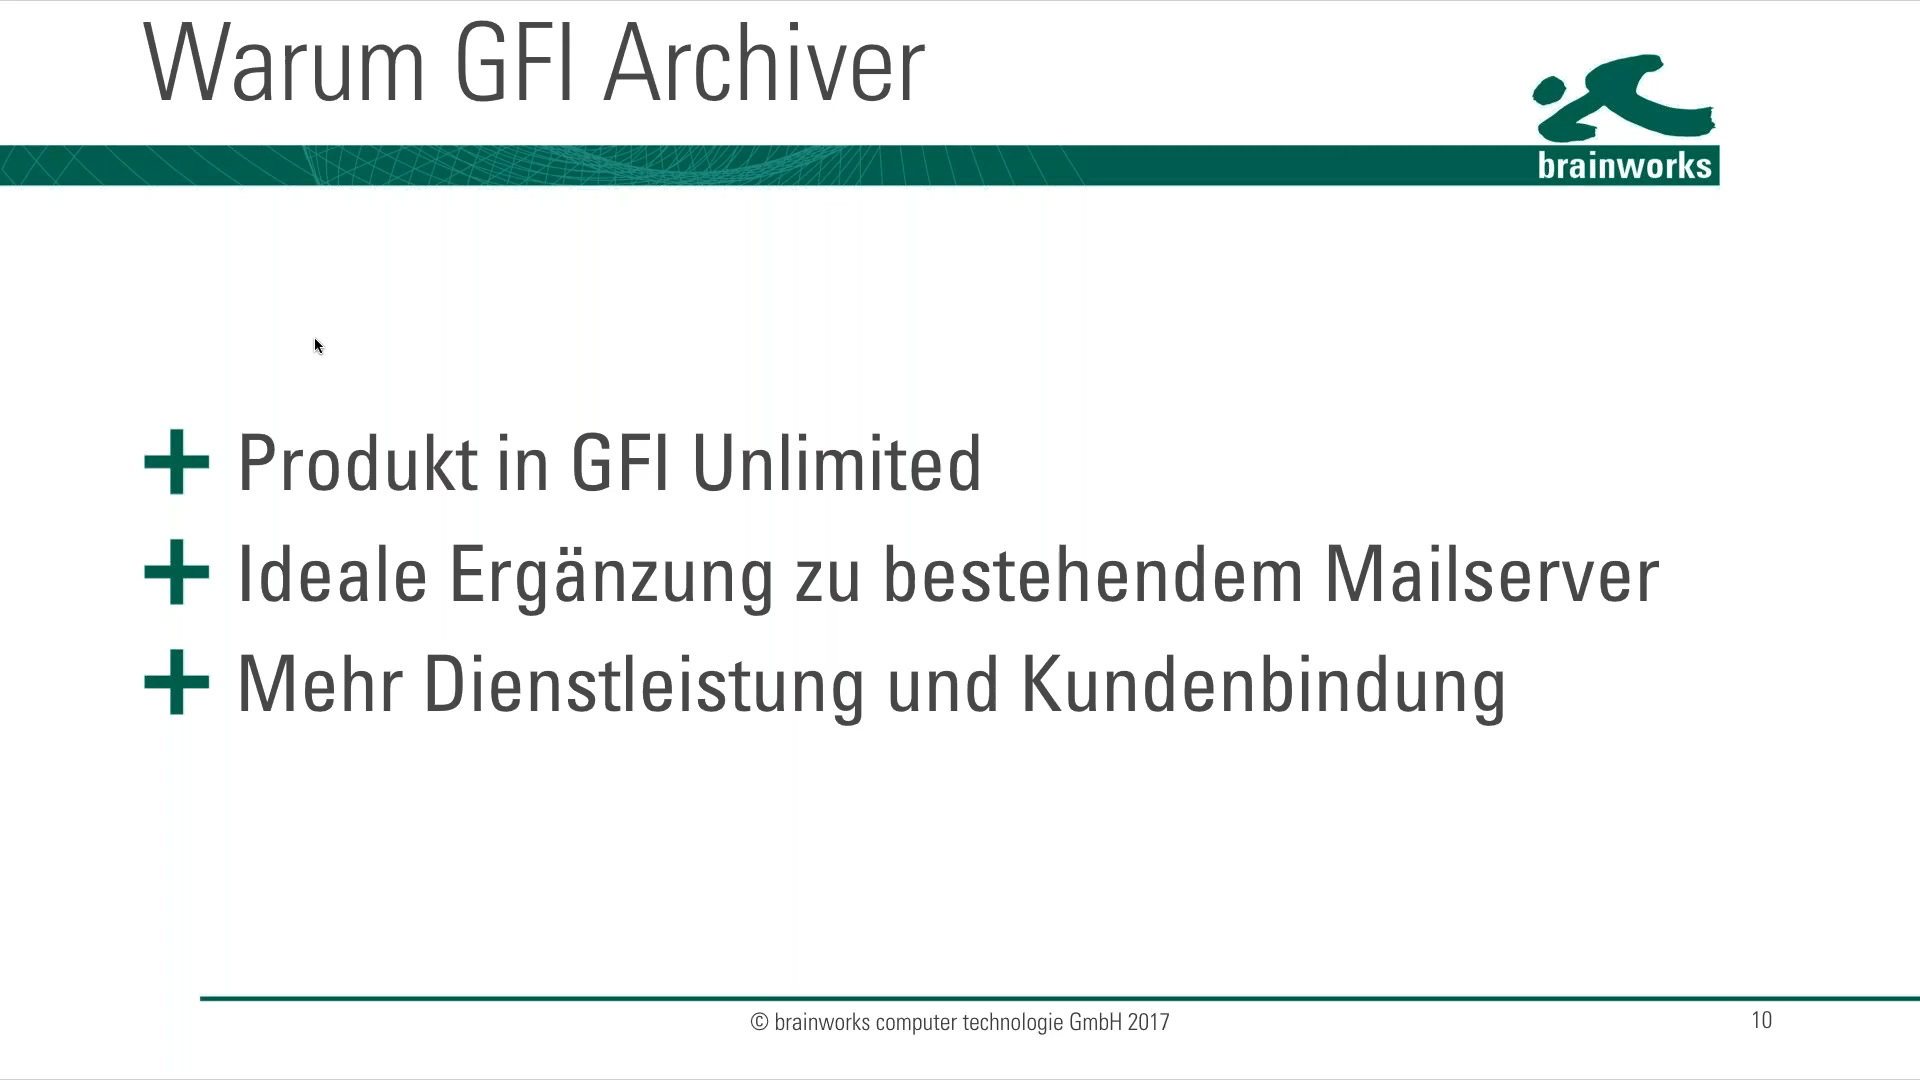 Warum GFI Archiver
brainworks
Produkt in GFI Unlimited
Ideale Ergänzung zu bestehendem Mailserver
Mehr Dienstleistung und Kundenbindung
© brainworks computer technologie GmbH 2017
10